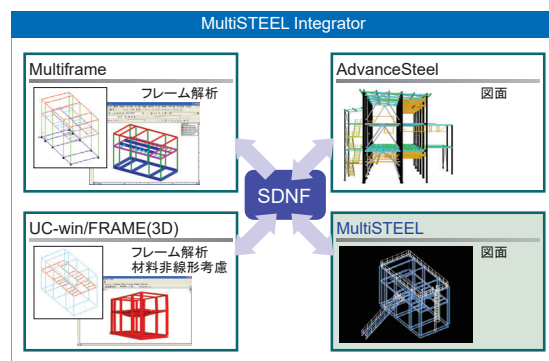 MultiSTEEL Integrator
Multiframe
フレーム解析
AdvanceSteel
図面
SDNF
UC-win/FRAME(3D)
フレーム解析
材料非線形考慮
MultiSTEEL
図面